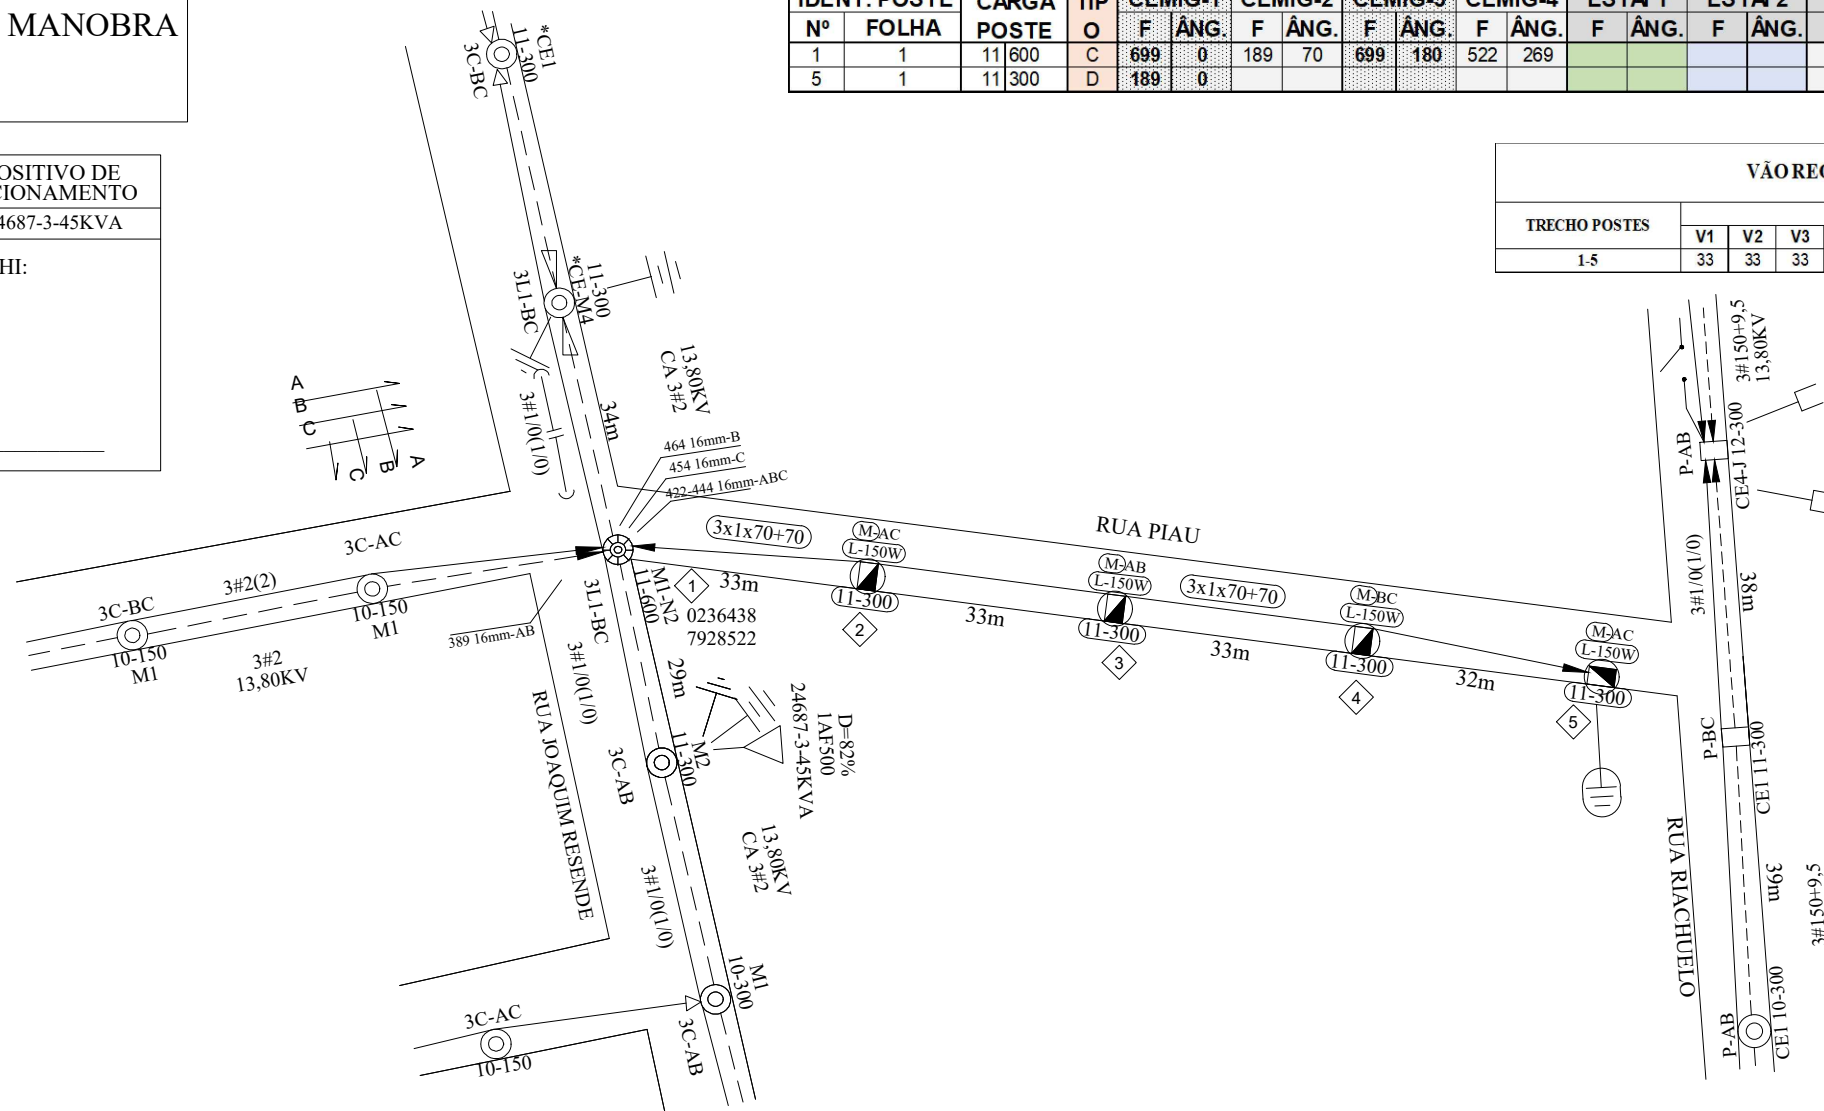 MANOBRA
IDENT. POSTE CARGA TIP CEMIG-1 CEMIG-2 CEMIG-3 CEMIG-4
Nº FOLHA POSTE O F ÂNG. F ÂNG. F ÂNG. F ÂNG. F ÂNG. F ÂNG.
1 1 11 600 C 699 0 189 70 699 180 522 269
5 1 11 300 D 189 0
OSITIVO DE
CIONAMENTO
4687-3-45KVA
HI:
VÃO REG
TRECHO POSTES
V1 V2 V3
1-5 33 33 33
*CE1
11-300
3C-BC
3L1-BC
*CE-M4
11-300
13,80KV
CA 3#2
3#1/0(1/0)
34m
A
B
C
C
B
A
464 16mm-B
454 16mm-C
422-444 16mm-ABC
3x1x70+70
M-AC
L-150W
11-300
2
RUA PIAU
M-AB
L-150W
11-300
3
3x1x70+70
M-BC
L-150W
11-300
4
M-AC
L-150W
11-300
5
33m
33m
33m
32m
3C-AC
3#2(2)
3C-BC
10-150
M1
10-150
M1
3#2
13,80KV
389 16mm-AB
3L1-BC
11-600
M1-N2
1
0236438
7928522
3#1/0(1/0)
29m
RUA JOAQUIM RESENDE
3C-AB
11-300
M2
24687-3-45KVA
1AF500
D=82%
13,80KV
CA 3#2
3#1/0(1/0)
10-300
M1
3C-AC
10-150
3C-AB
3#150+9,5
13,80KV
P-AB
CE4-J 12-300
3#1/0(1/0)
38m
P-BC
CE1 11-300
RUA RIACHUELO
39m
3#150+9,5
P-AB
CE1 10-300